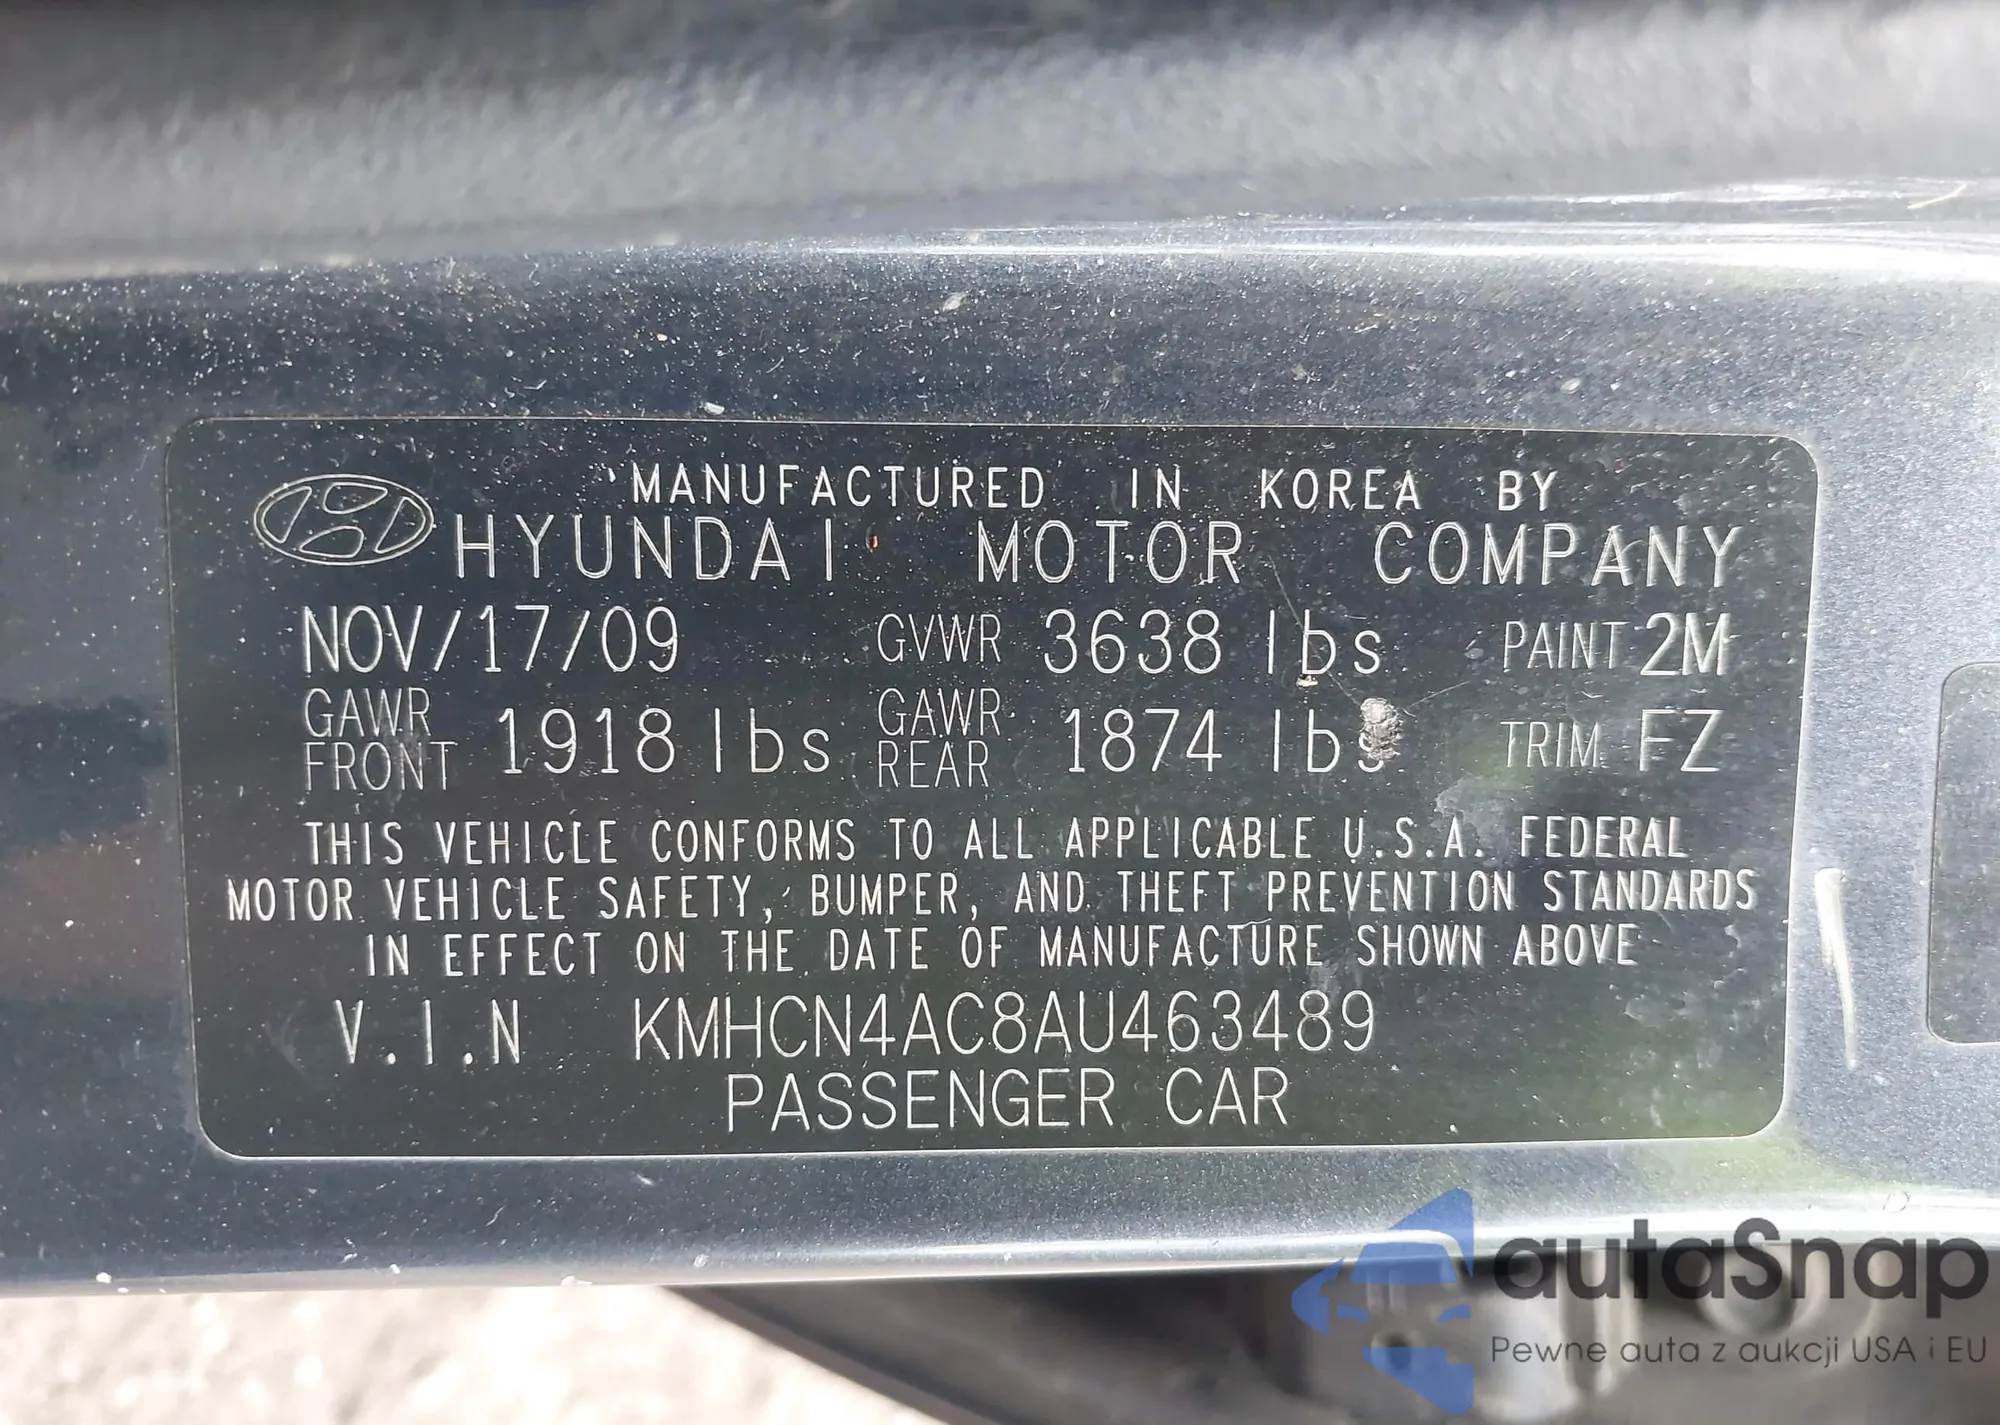 MANUFACTURED IN KOREA BY
HYUNDAI MOTOR COMPANY
NOV/17/09 GVWR 3638 lbs PAINT 2M
GAWR FRONT 1918 lbs GAWR REAR 1874 lbs TRIM FZ
THIS VEHICLE CONFORMS TO ALL APPLICABLE U.S.A. FEDERAL
MOTOR VEHICLE SAFETY, BUMPER, AND THEFT PREVENTION STANDARDS
IN EFFECT ON THE DATE OF MANUFACTURE SHOWN ABOVE
V.I.N KMHCN4AC8AU463489
PASSENGER CAR
autaSnap
Pewne auta z aukcji USA i EU